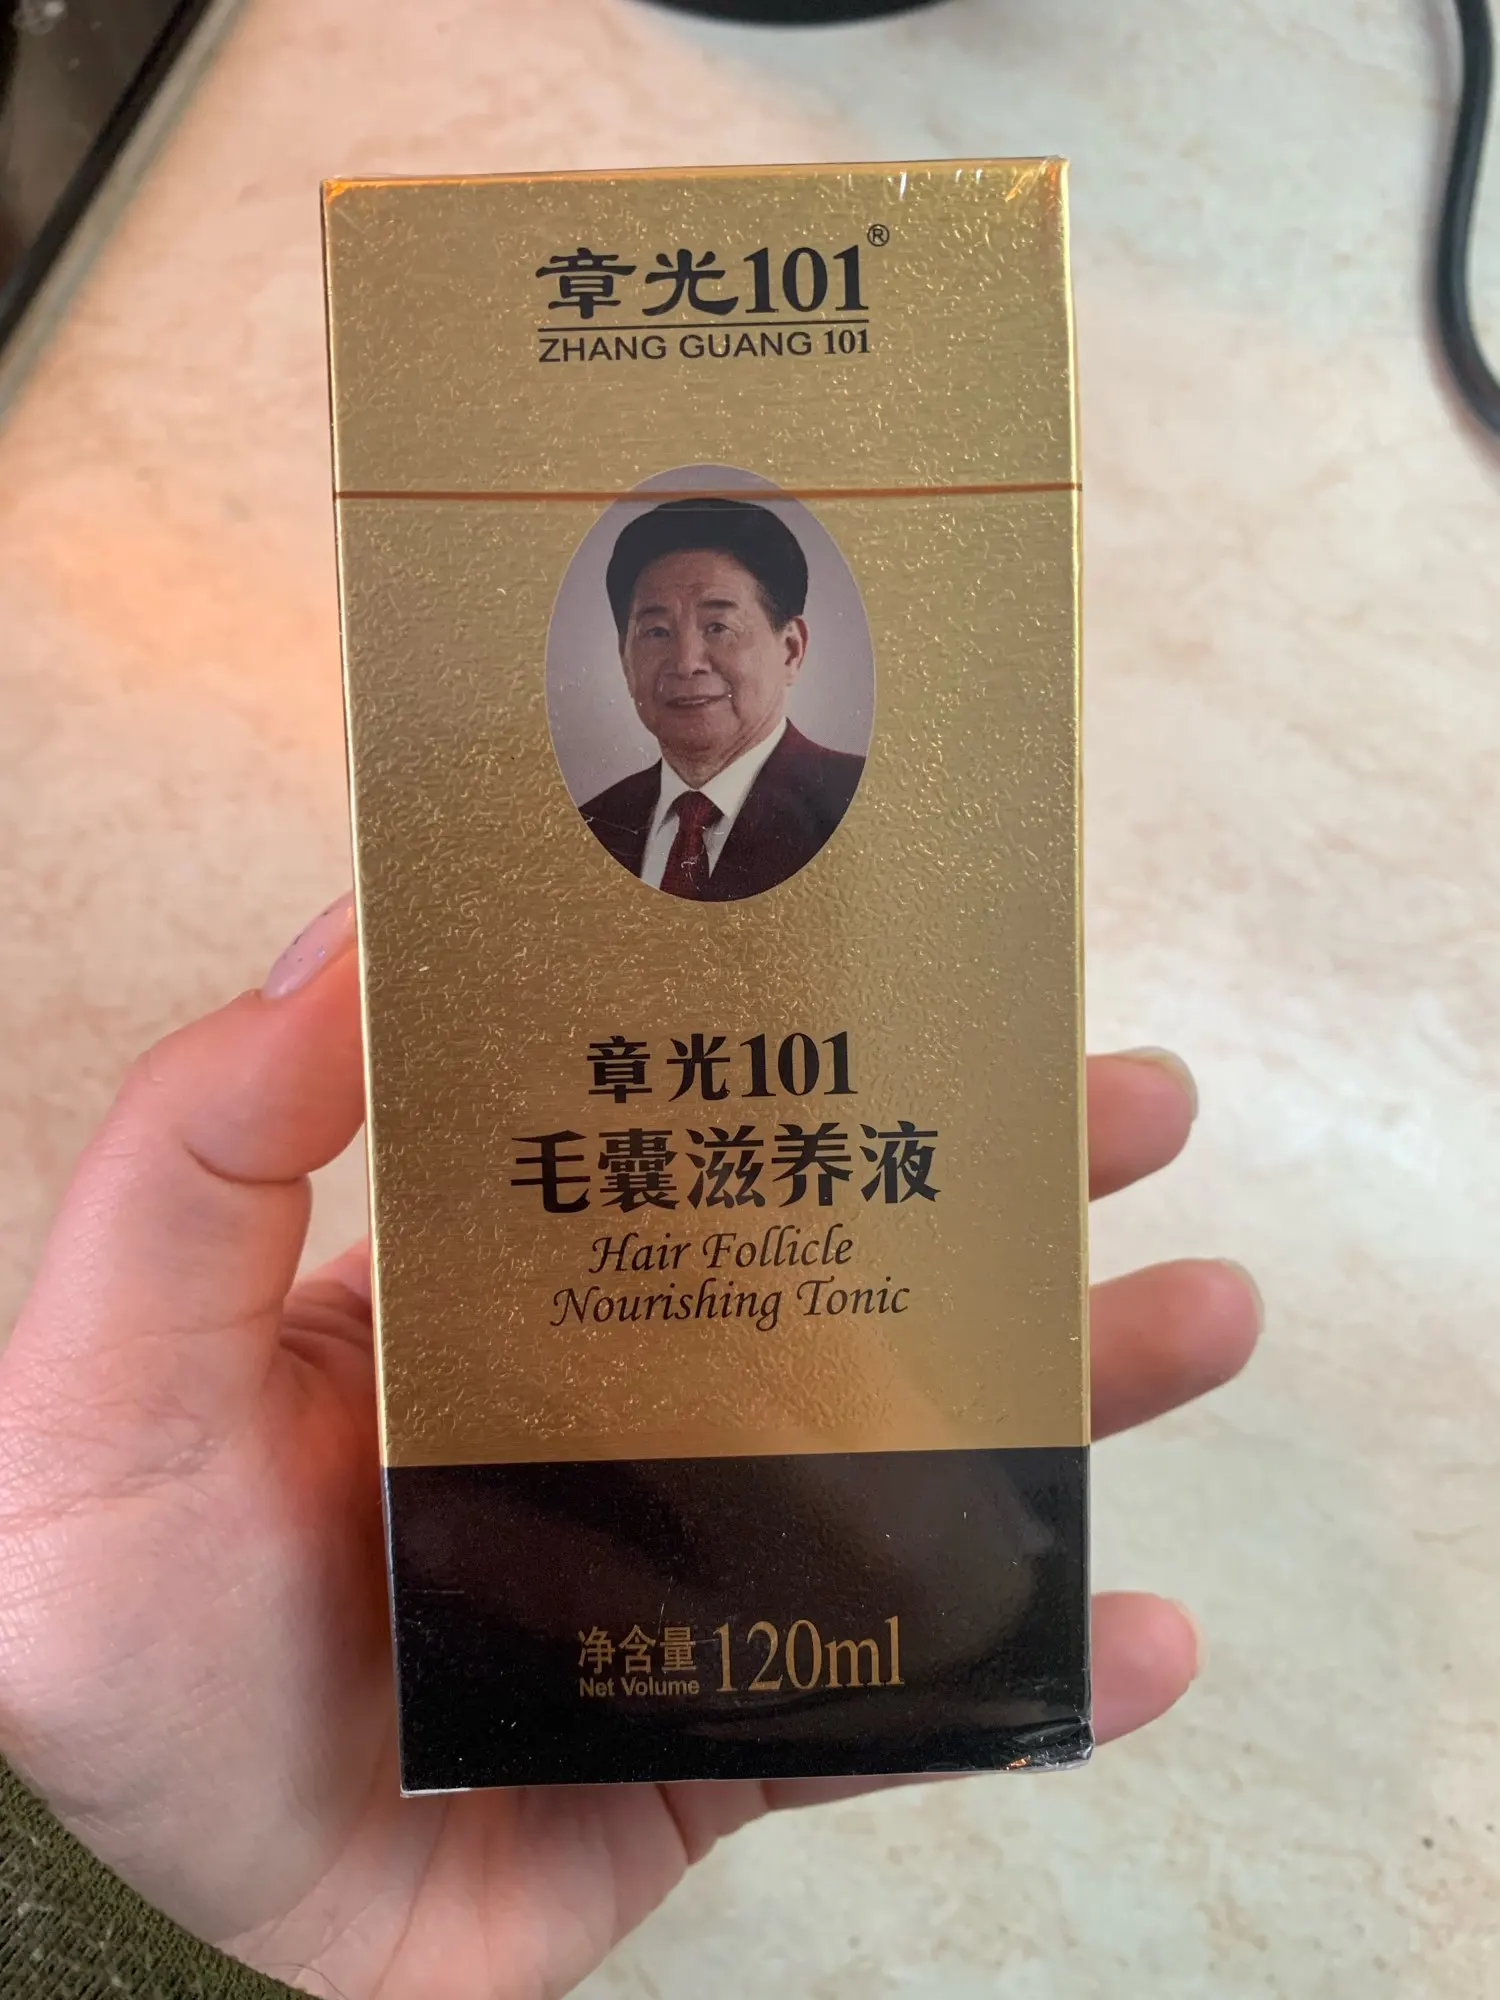 章光101®
ZHANG GUANG 101
章光101
毛囊滋养液
Hair Follicle
Nourishing Tonic
净含量 120ml
Net Volume